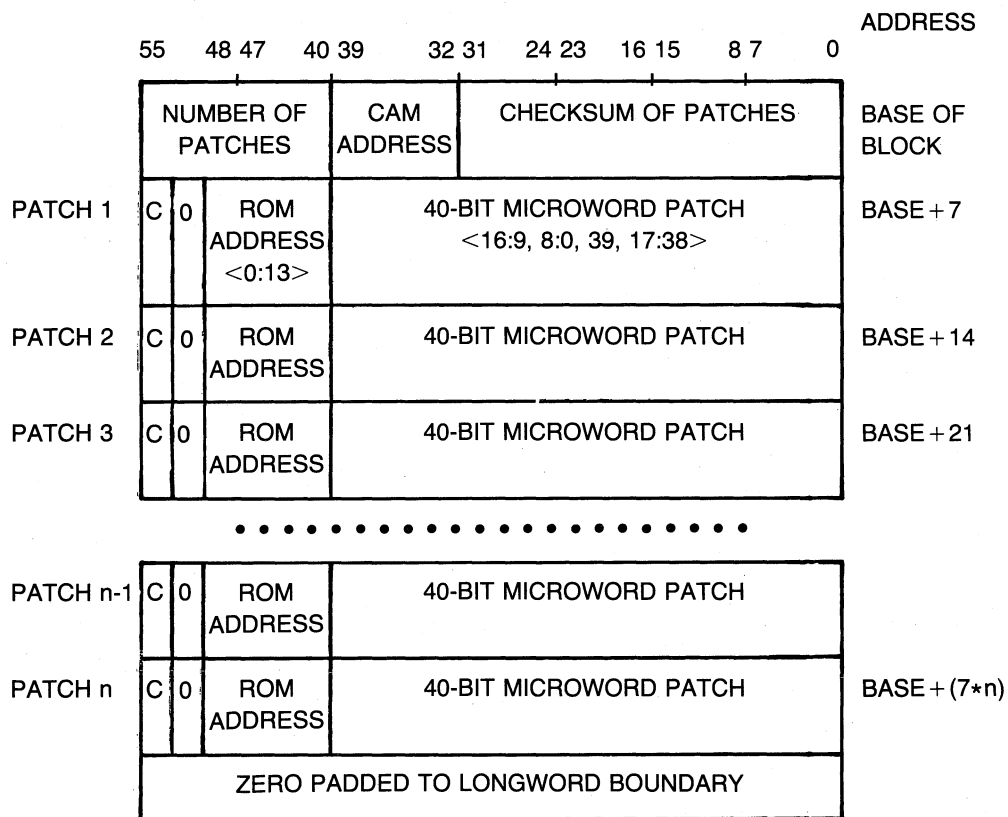 ADDRESS
55 48 47 40 39 32 31 24 23 16 15 8 7 0
NUMBER OF PATCHES CAM ADDRESS CHECKSUM OF PATCHES BASE OF BLOCK
PATCH 1 C 0 ROM ADDRESS <0:13> 40-BIT MICROWORD PATCH <16:9, 8:0, 39, 17:38> BASE+7
PATCH 2 C 0 ROM ADDRESS 40-BIT MICROWORD PATCH BASE+14
PATCH 3 C 0 ROM ADDRESS 40-BIT MICROWORD PATCH BASE+21
PATCH n-1 C 0 ROM ADDRESS 40-BIT MICROWORD PATCH
PATCH n C 0 ROM ADDRESS 40-BIT MICROWORD PATCH BASE+(7*n)
ZERO PADDED TO LONGWORD BOUNDARY